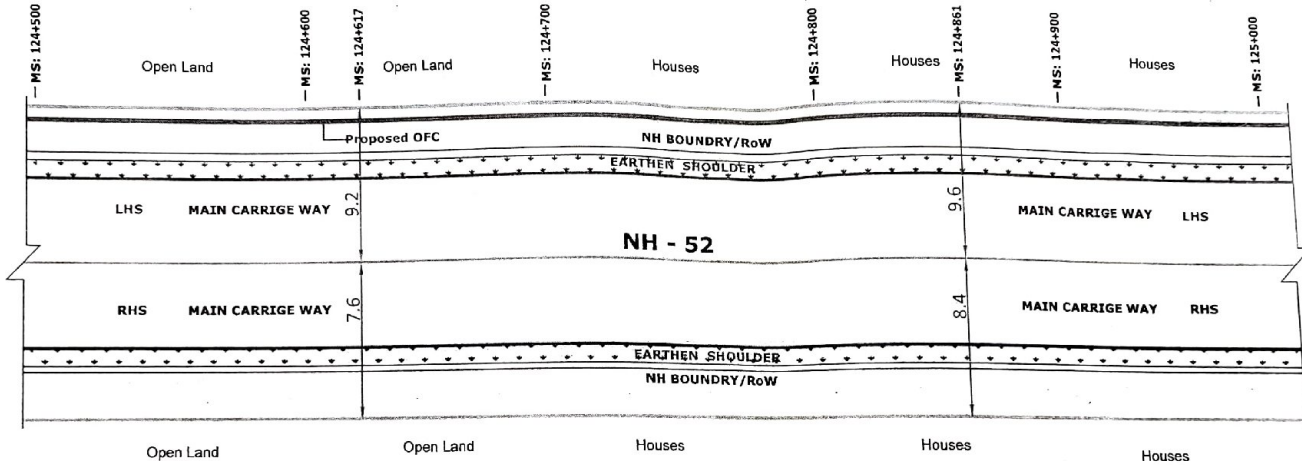 MS: 124+500
MS: 124+600
MS: 124+617
MS: 124+700
MS: 124+800
MS: 124+861
MS: 124+900
MS: 125+000
Open Land
Open Land
Houses
Houses
Houses
Proposed OFC
NH BOUNDRY/RoW
EARTHEN SHOULDER
LHS MAIN CARRIGE WAY 9.2
9.6 MAIN CARRIGE WAY LHS
NH - 52
RHS MAIN CARRIGE WAY 7.6
8.4 MAIN CARRIGE WAY RHS
EARTHEN SHOULDER
NH BOUNDRY/RoW
Open Land
Open Land
Houses
Houses
Houses